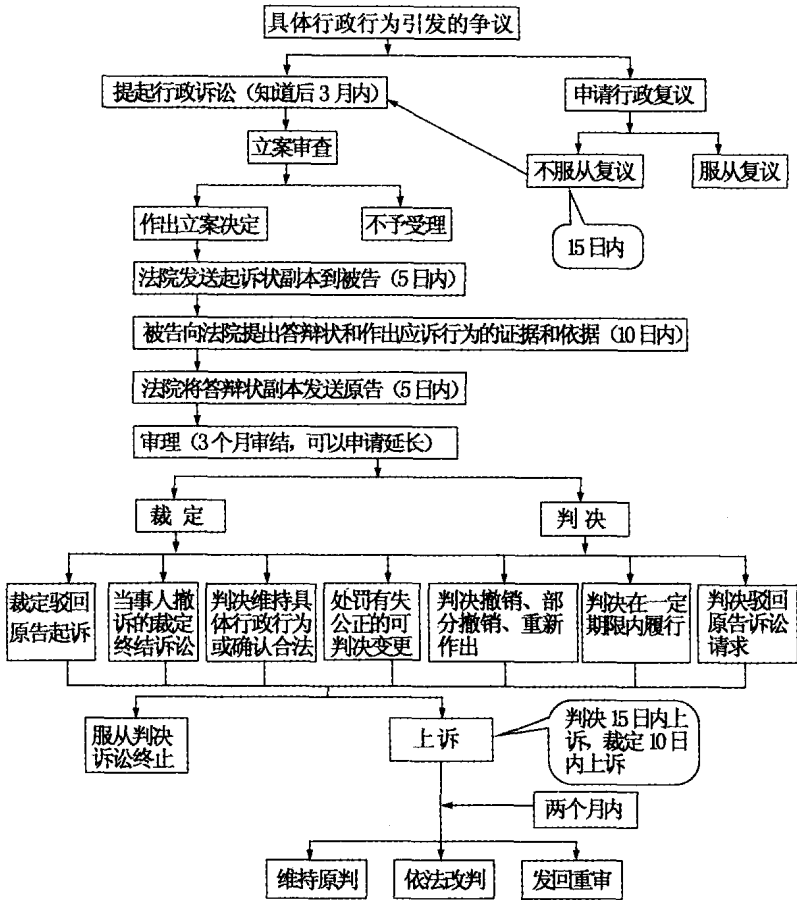 具体行政行为引发的争议
提起行政诉讼（知道后3月内）
申请行政复议
立案审查
不服从复议
服从复议
作出立案决定
不予受理
15日内
法院发送起诉状副本到被告（5日内）
被告向法院提出答辩状和作出应诉行为的证据和依据（10日内）
法院将答辩状副本发送原告（5日内）
审理（3个月审结，可以申请延长）
裁定
判决
裁定驳回
原告起诉
当事人撤
诉的裁定
终结诉讼
判决维持具
体行政行为
或确认合法
处罚有失
公正的可
判决变更
判决撤销、部
分撤销、重新
作出
判决在一定
期限内履行
判决驳回
原告诉讼
请求
服从判决
诉讼终止
上诉
判决15日内上
诉，裁定10日
内上诉
两个月内
维持原判
依法改判
发回重审